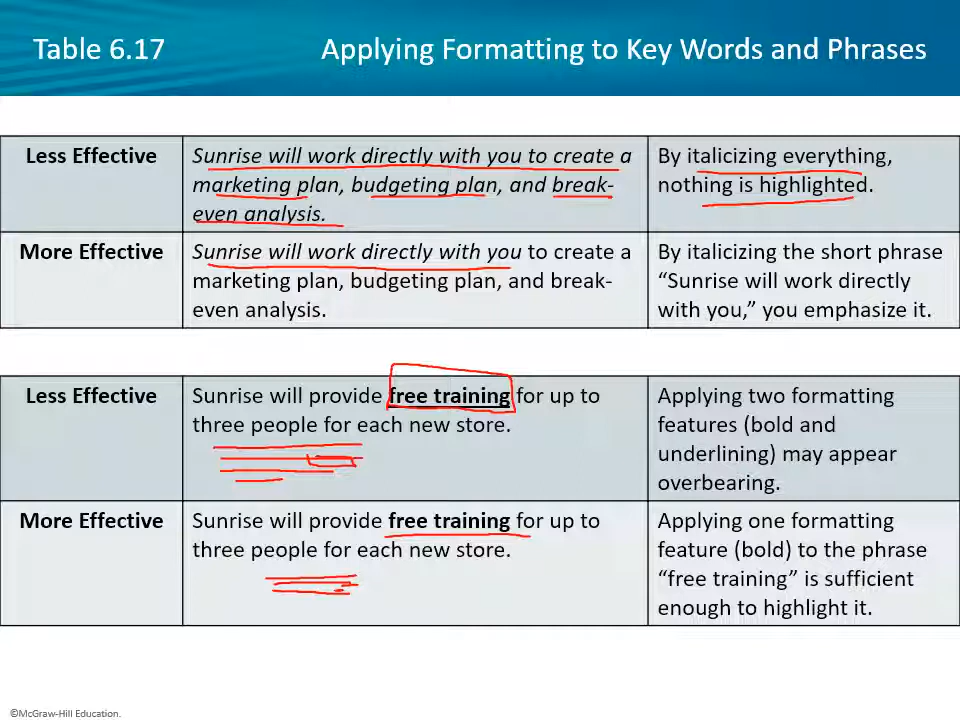 Table 6.17 Applying Formatting to Key Words and Phrases
Less Effective
Sunrise will work directly with you to create a
marketing plan, budgeting plan, and break-
even analysis.
By italicizing everything,
nothing is highlighted.
More Effective
Sunrise will work directly with you to create a
marketing plan, budgeting plan, and break-
even analysis.
By italicizing the short phrase
“Sunrise will work directly
with you,” you emphasize it.
Less Effective
Sunrise will provide free training for up to
three people for each new store.
Applying two formatting
features (bold and
underlining) may appear
overbearing.
More Effective
Sunrise will provide free training for up to
three people for each new store.
Applying one formatting
feature (bold) to the phrase
“free training” is sufficient
enough to highlight it.
©McGraw-Hill Education.